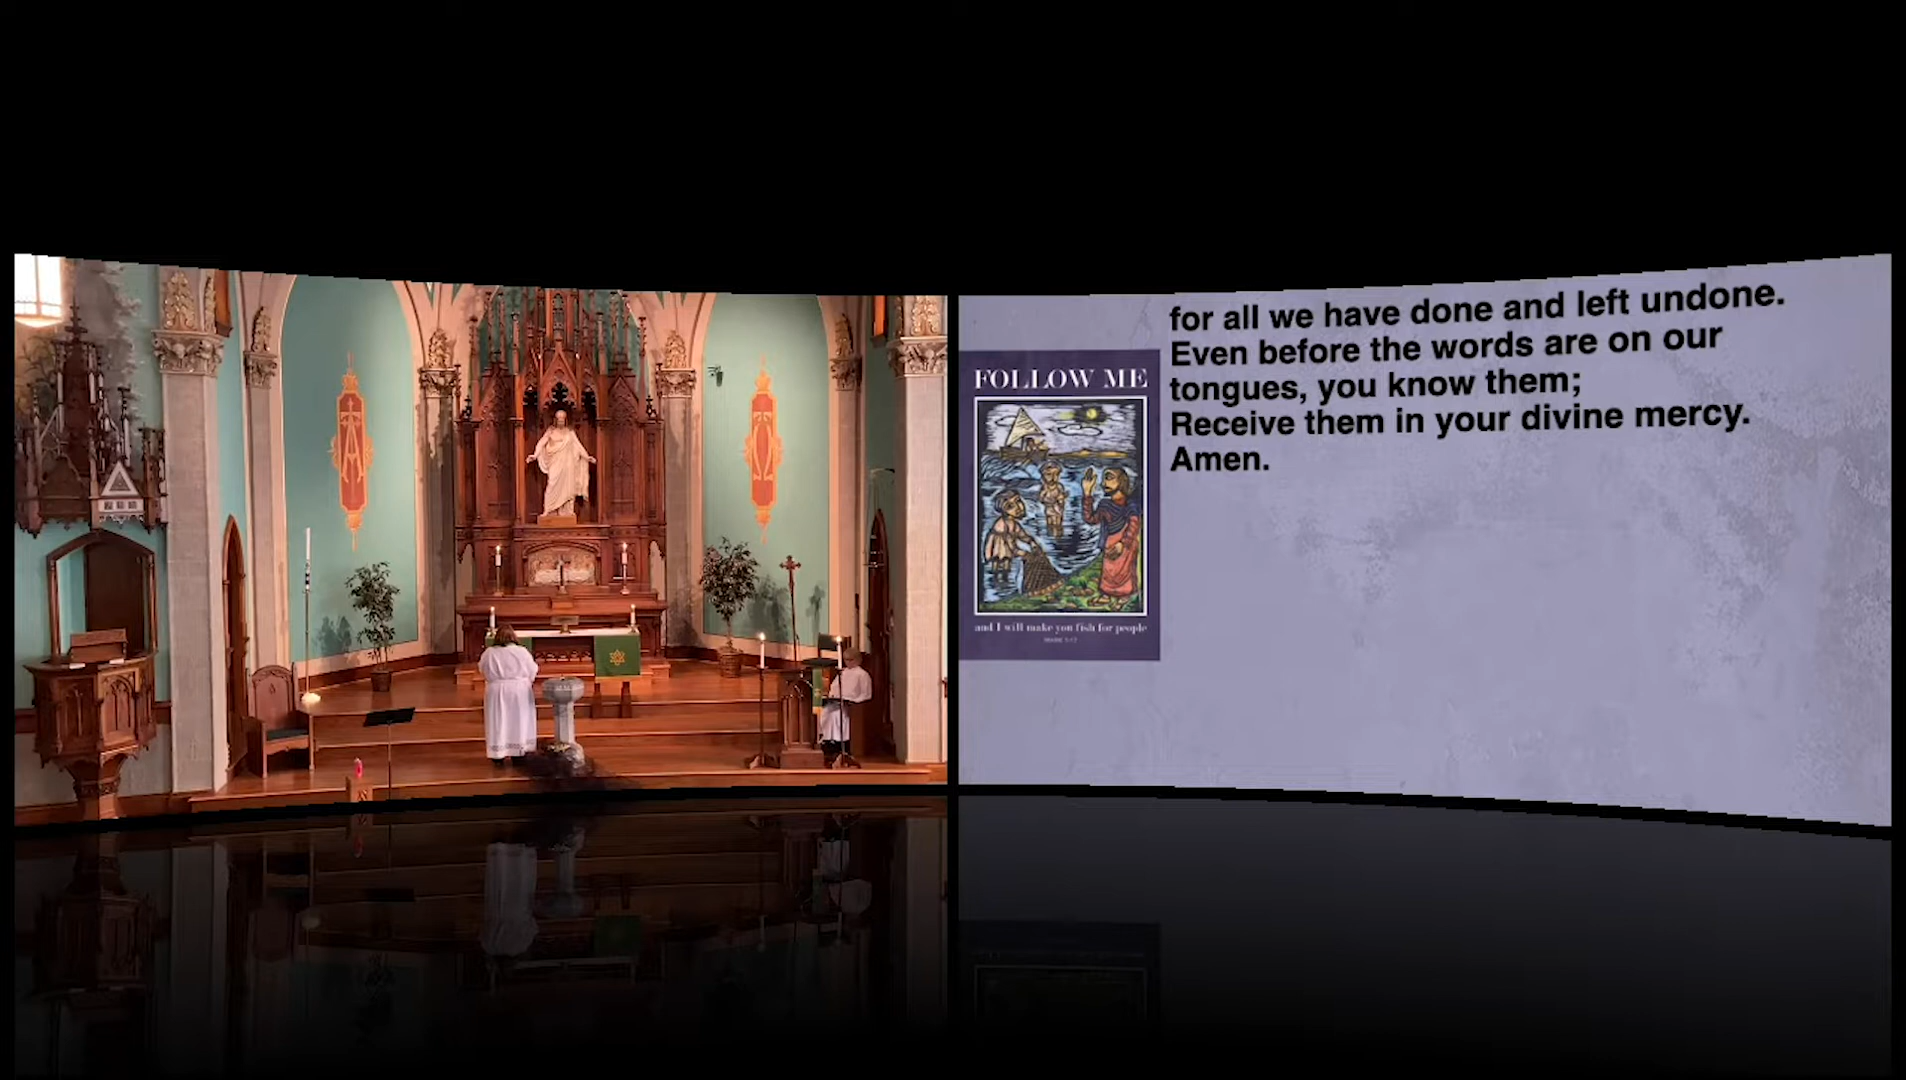 for all we have done and left undone.
Even before the words are on our
tongues, you know them;
Receive them in your divine mercy.
Amen.
FOLLOW ME
and I will make you fish for people